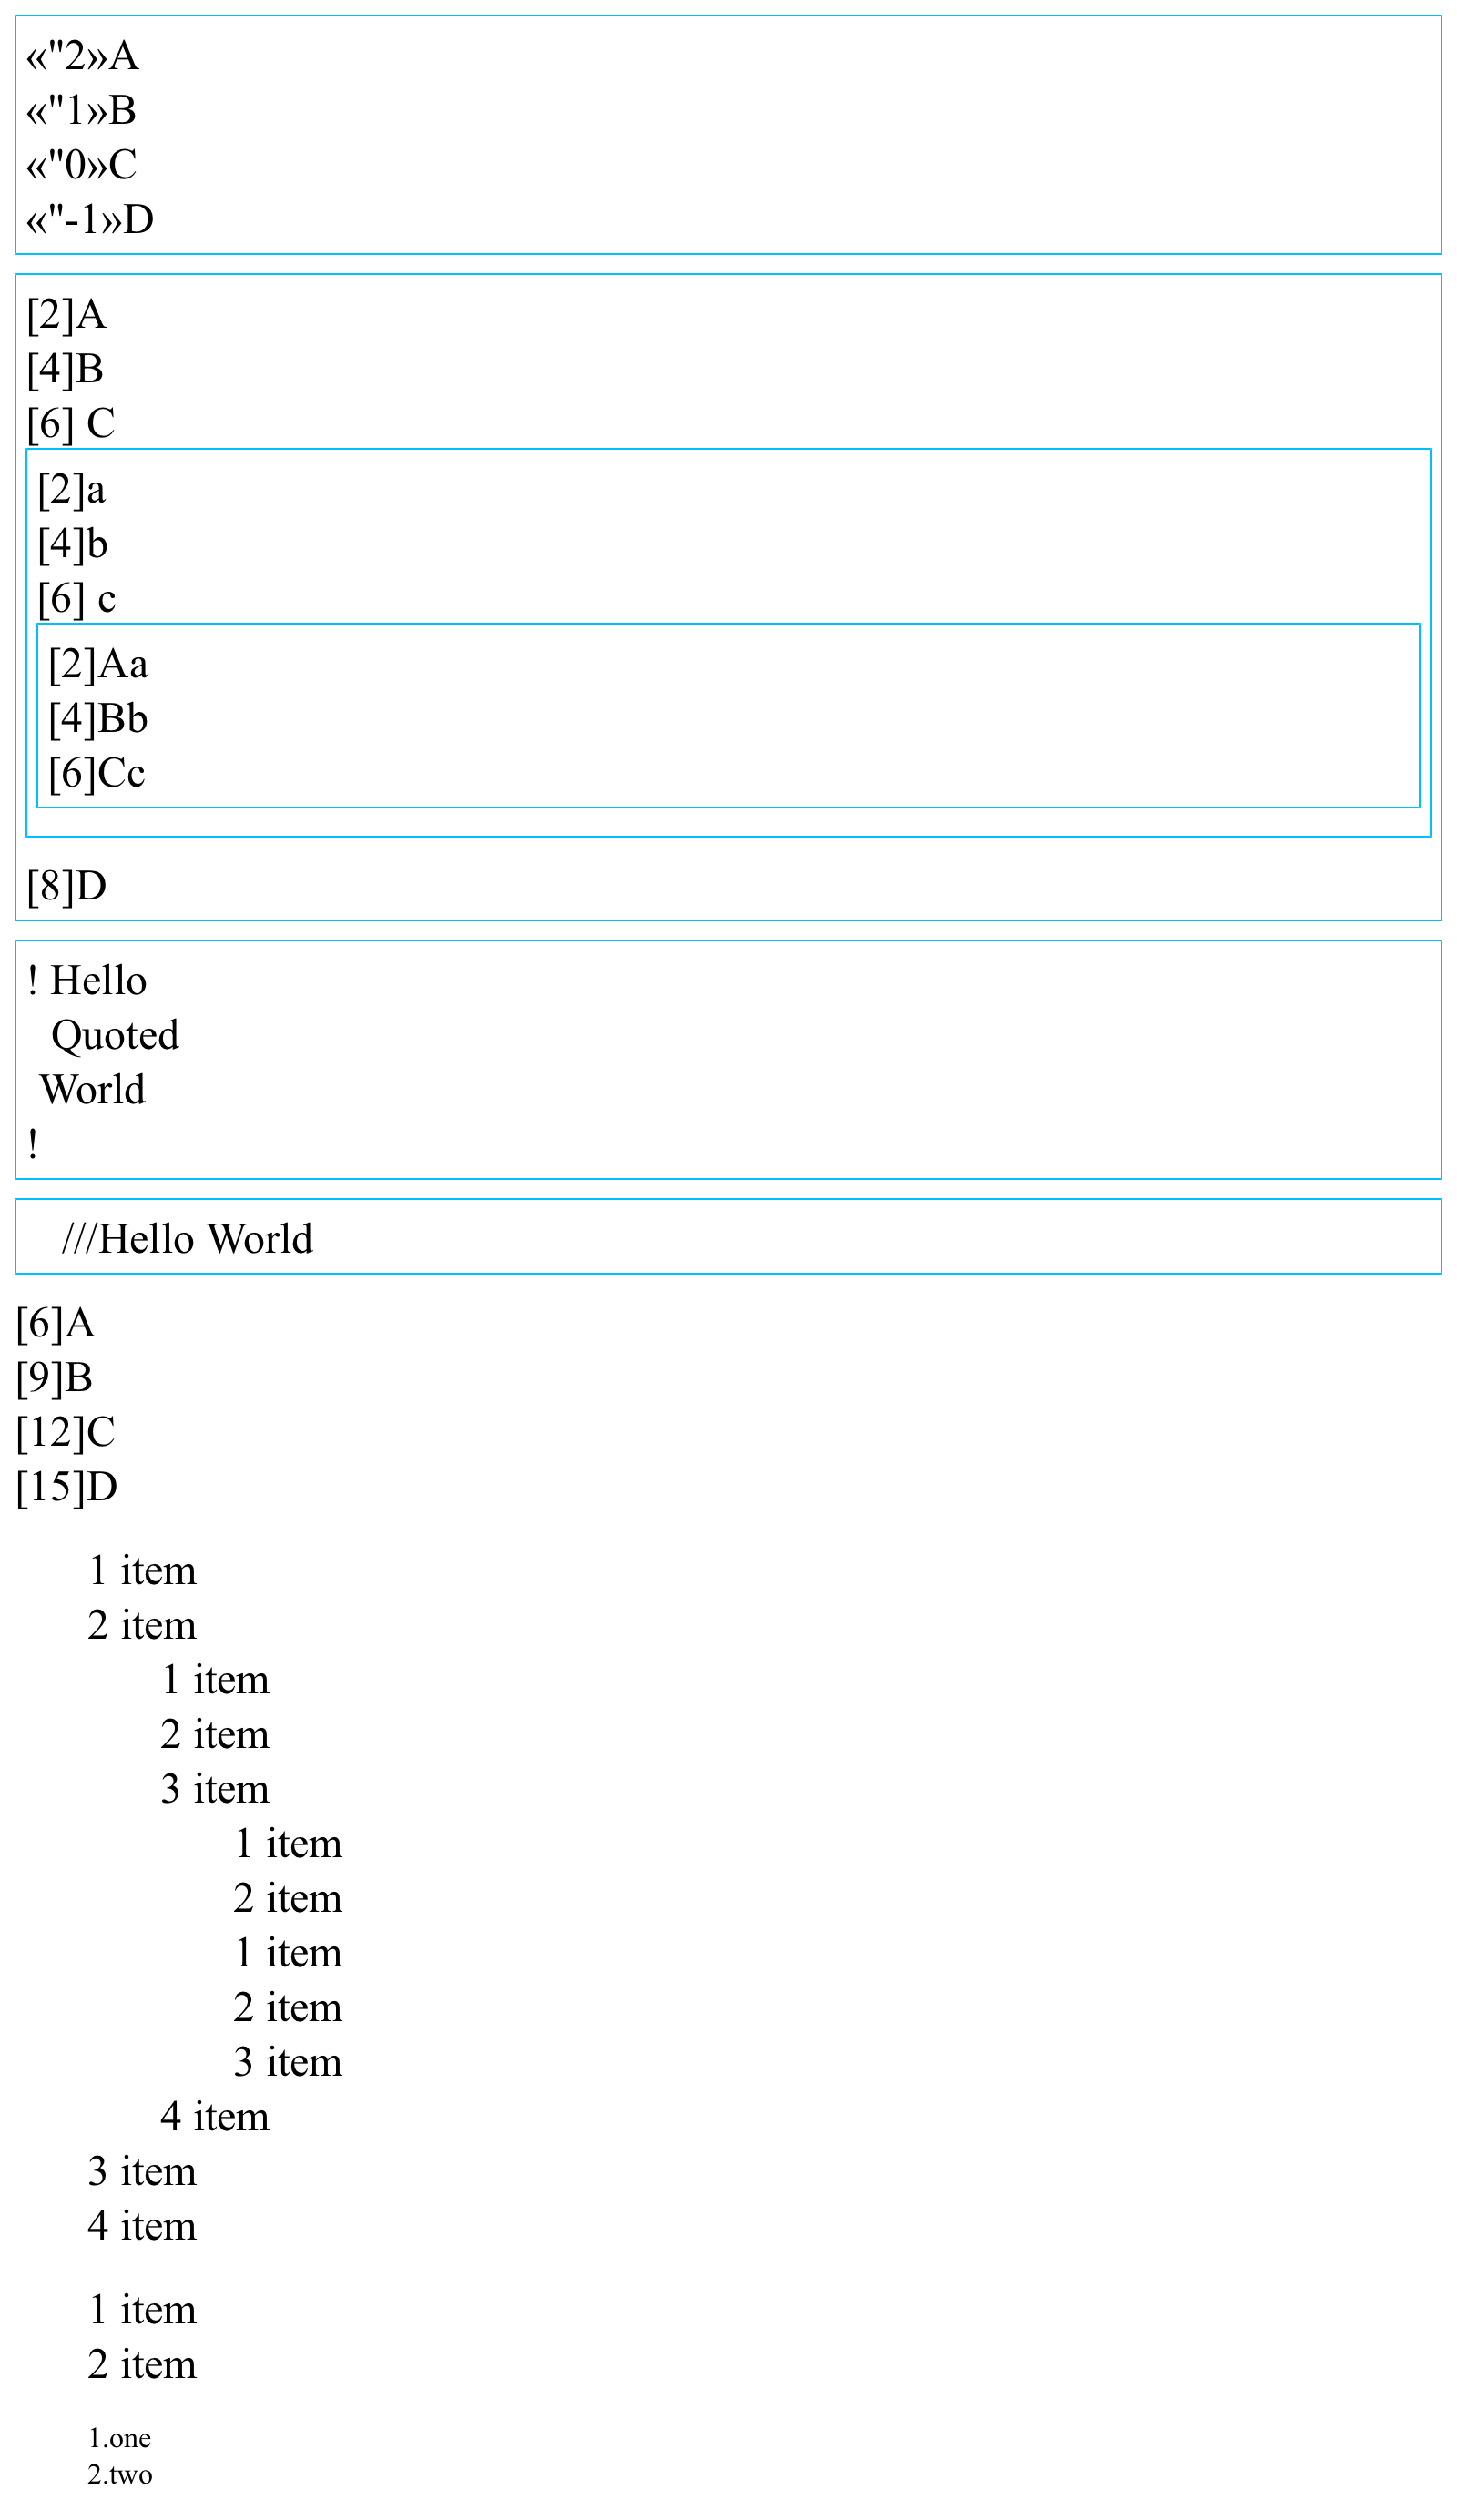 ««"2»»A
««"1»»B
««"0»»C
««"-1»»D
[2]A
[4]B
[6] C
[2]a
[4]b
[6] c
[2]Aa
[4]Bb
[6]Cc
[8]D
! Hello
Quoted
World
!
///Hello World
[6]A
[9]B
[12]C
[15]D
1 item
2 item
1 item
2 item
3 item
1 item
2 item
1 item
2 item
3 item
4 item
3 item
4 item
1 item
2 item
1.one
2.two